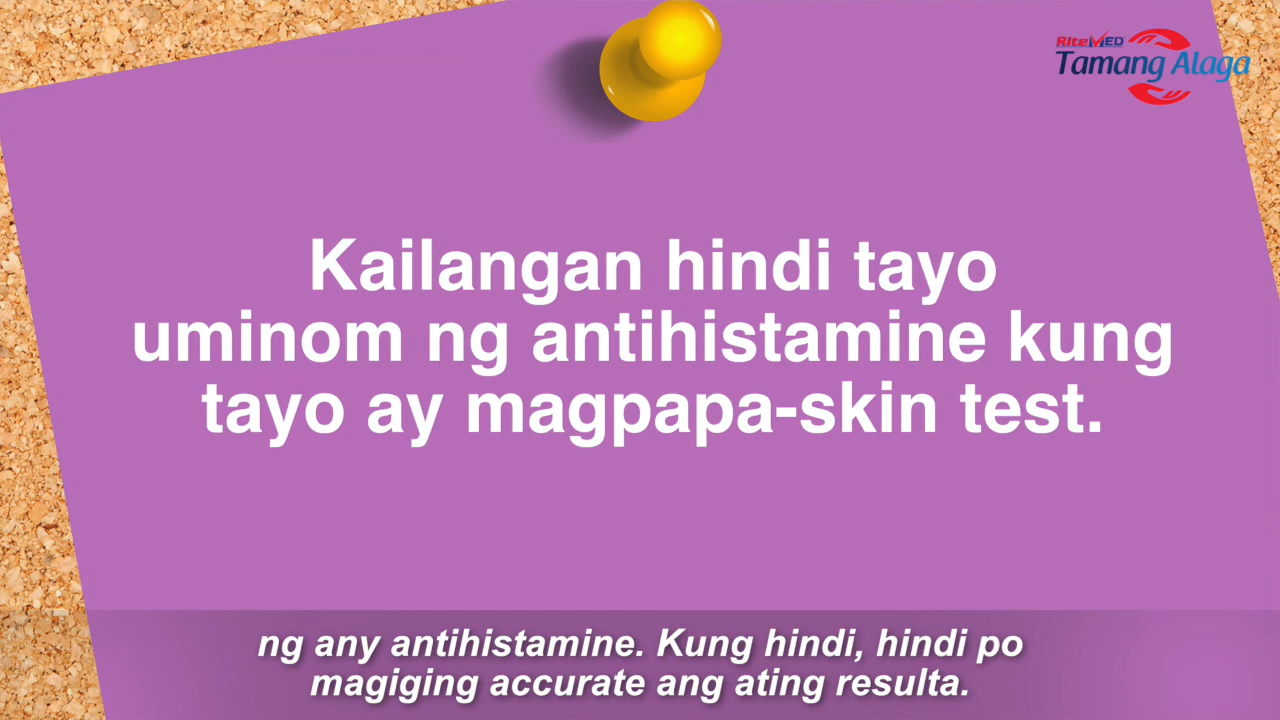 RiteMED
Tamang Alaga
Kailangan hindi tayo
uminom ng antihistamine kung
tayo ay magpapa-skin test.
ng any antihistamine. Kung hindi, hindi po
magiging accurate ang ating resulta.